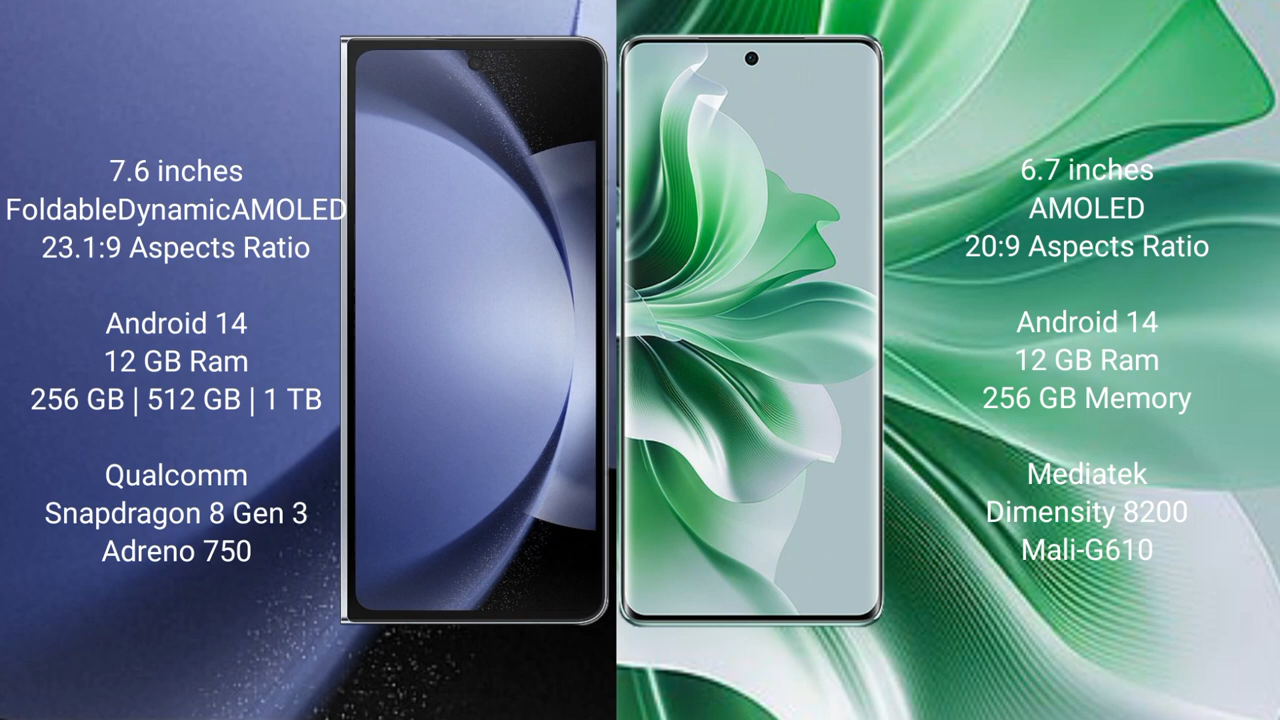 7.6 inches
FoldableDynamicAMOLED
23.1:9 Aspects Ratio
Android 14
12 GB Ram
256 GB | 512 GB | 1 TB
Qualcomm
Snapdragon 8 Gen 3
Adreno 750
6.7 inches
AMOLED
20:9 Aspects Ratio
Android 14
12 GB Ram
256 GB Memory
Mediatek
Dimensity 8200
Mali-G610